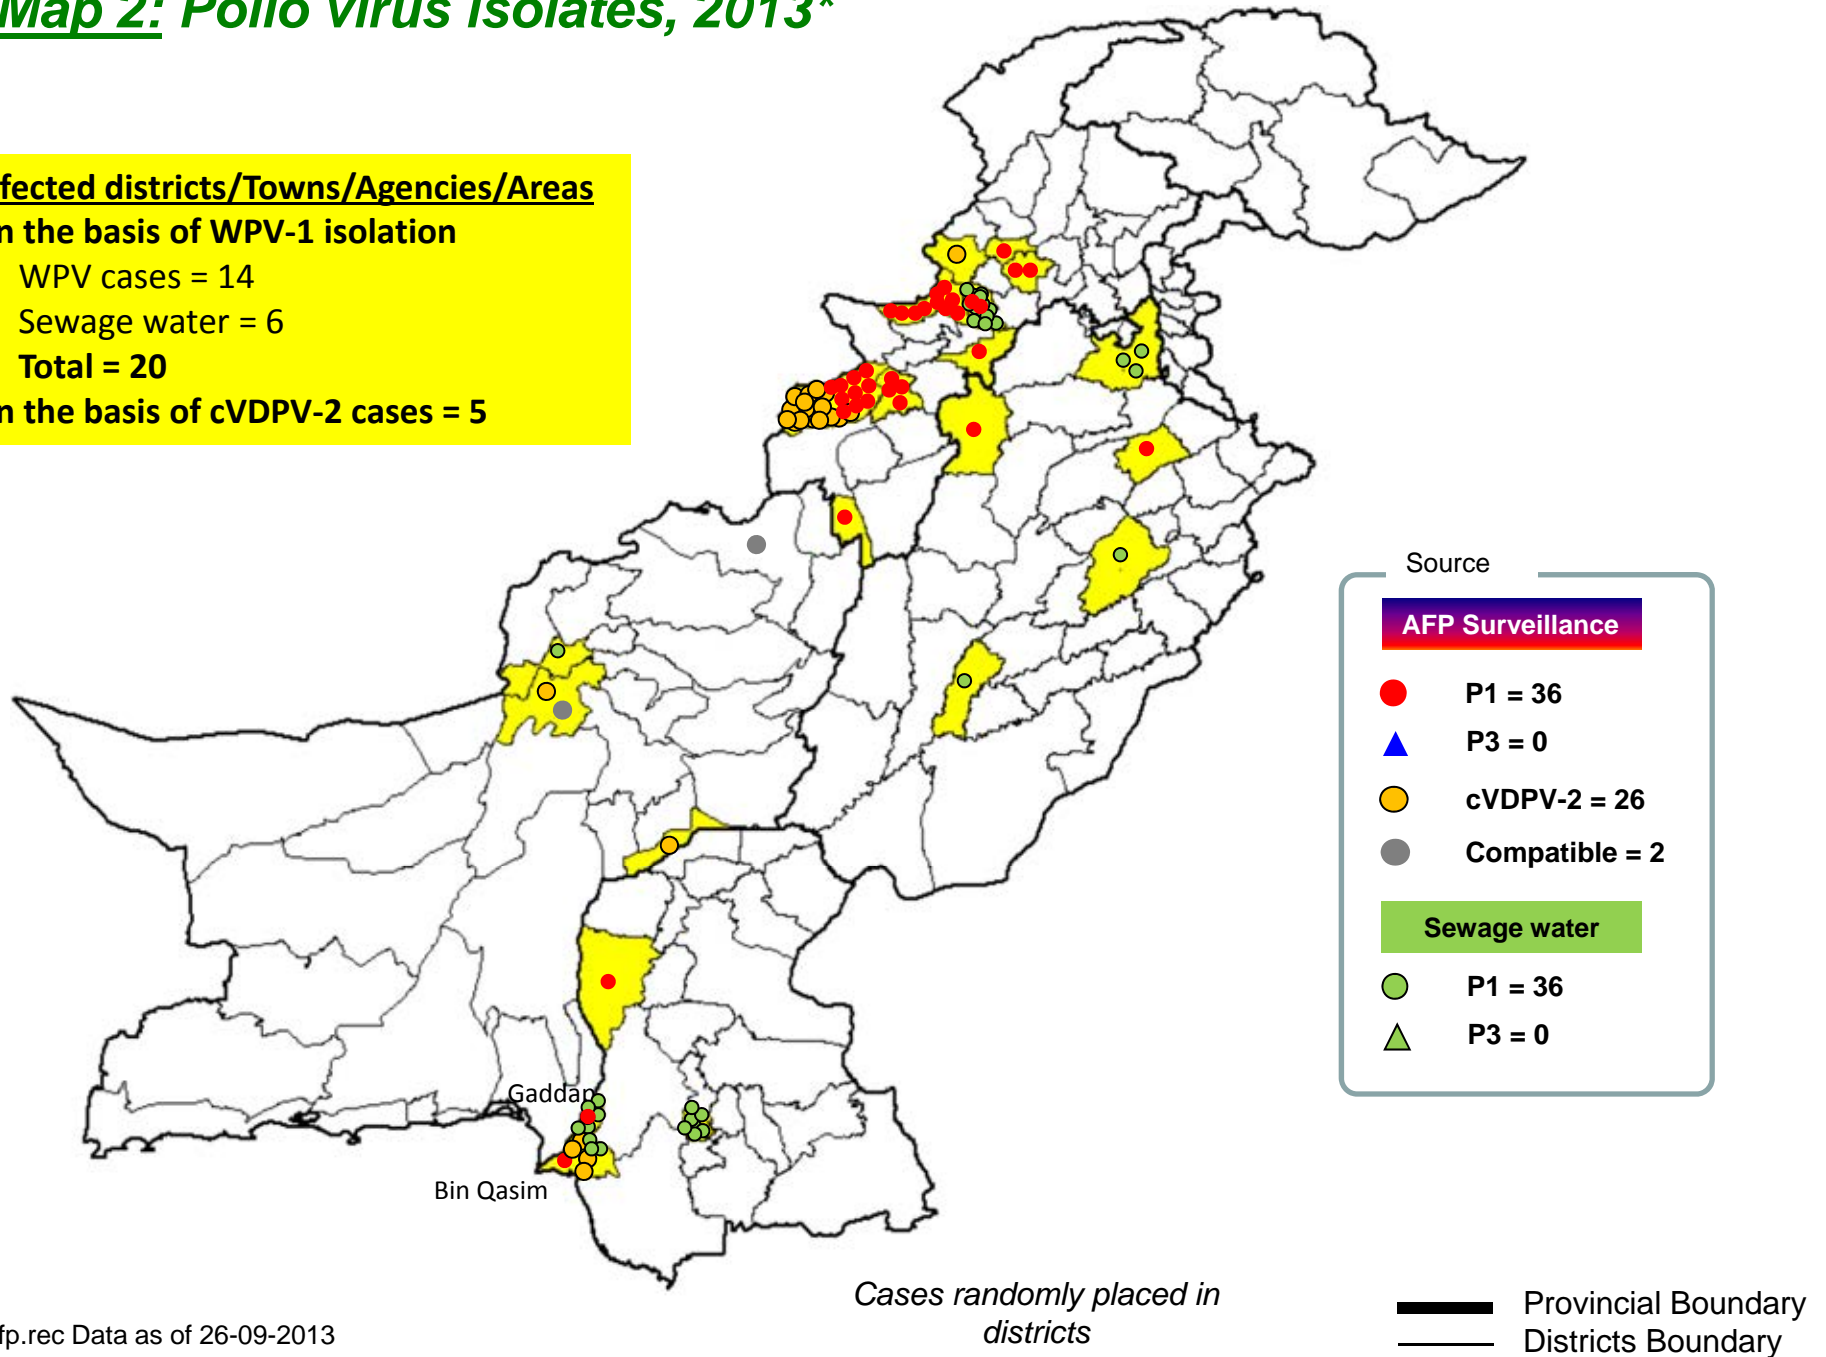 Map 2: Polio virus isolates, 2013*
fected districts/Towns/Agencies/Areas
n the basis of WPV-1 isolation
WPV cases = 14
Sewage water = 6
Total = 20
n the basis of cVDPV-2 cases = 5
Source
AFP Surveillance
P1 = 36
P3 = 0
cVDPV-2 = 26
Compatible = 2
Sewage water
P1 = 36
P3 = 0
Gaddap
Bin Qasim
Cases randomly placed in
districts
fp.rec Data as of 26-09-2013
Provincial Boundary
Districts Boundary